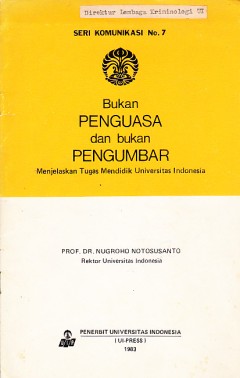 Direktur Lembaga Kriminologi UI
SERI KOMUNIKASI No. 7
Bukan
PENGUASA
dan bukan
PENGUMBAR
Menjelaskan Tugas Mendidik Universitas Indonesia
PROF. DR. NUGROHO NOTOSUSANTO
Rektor Universitas Indonesia
PENERBIT UNIVERSITAS INDONESIA
(UI-PRESS)
1983